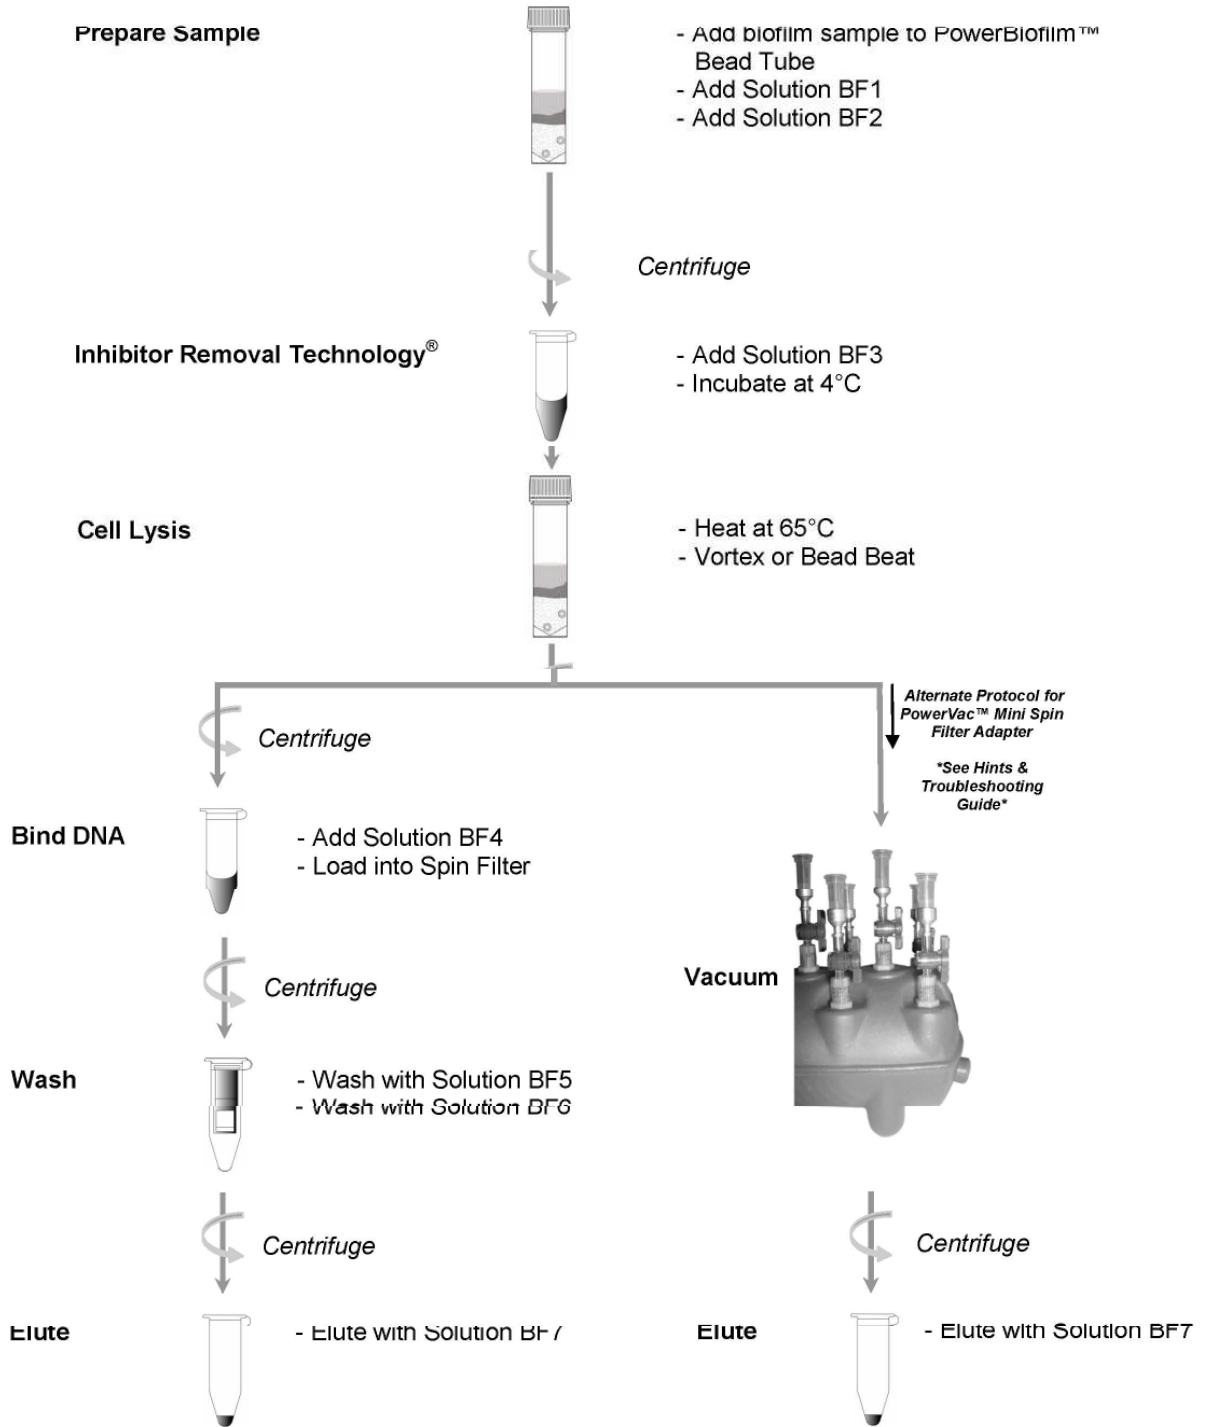 Prepare Sample
- Add biofilm sample to PowerBiofilm™
Bead Tube
- Add Solution BF1
- Add Solution BF2
Centrifuge
Inhibitor Removal Technology®
- Add Solution BF3
- Incubate at 4°C
Cell Lysis
- Heat at 65°C
- Vortex or Bead Beat
Alternate Protocol for
PowerVac™ Mini Spin
Filter Adapter
*See Hints &
Troubleshooting
Guide*
Centrifuge
Bind DNA
- Add Solution BF4
- Load into Spin Filter
Centrifuge
Vacuum
Wash
- Wash with Solution BF5
- Wash with Solution BF6
Centrifuge
Centrifuge
Elute
- Elute with Solution BF7
Elute
- Elute with Solution BF7